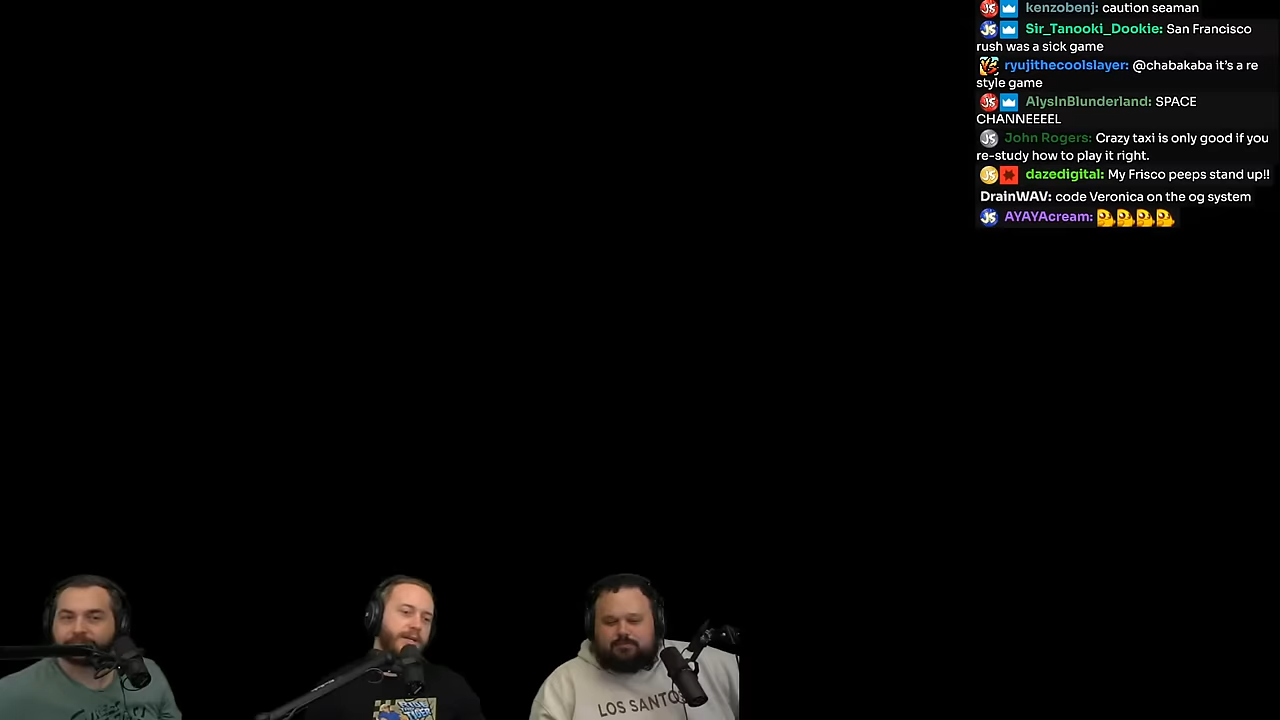 kenzobenj: caution seaman
Sir_Tanooki_Dookie: San Francisco
rush was a sick game
ryujithecoolslayer: @chabakaba it’s a re
style game
AlysInBlunderland: SPACE
CHANNEEEEL
John Rogers: Crazy taxi is only good if you
re-study how to play it right.
dazedigital: My Frisco peeps stand up!!
DrainWAV: code Veronica on the og system
AYAYAcream:
LOS SANTOS